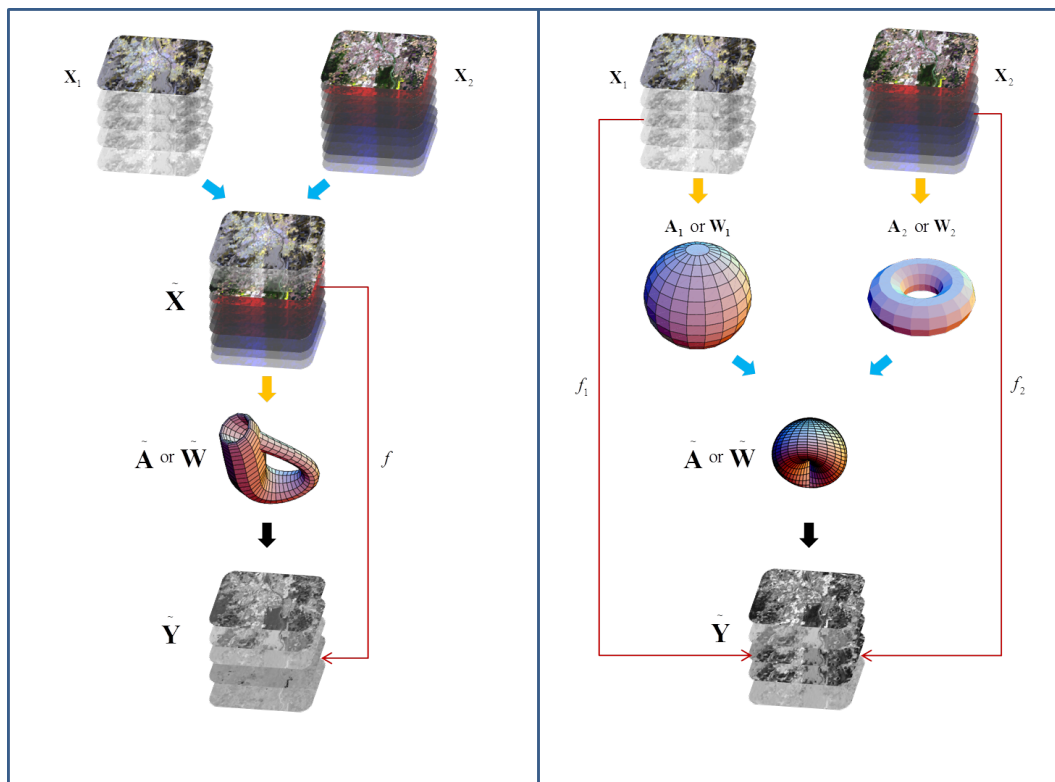 X₁
X₂
X̃
Ã or W̃
f
Ỹ
X₁
X₂
A₁ or W₁
A₂ or W₂
f₁
f₂
Ã or W̃
Ỹ